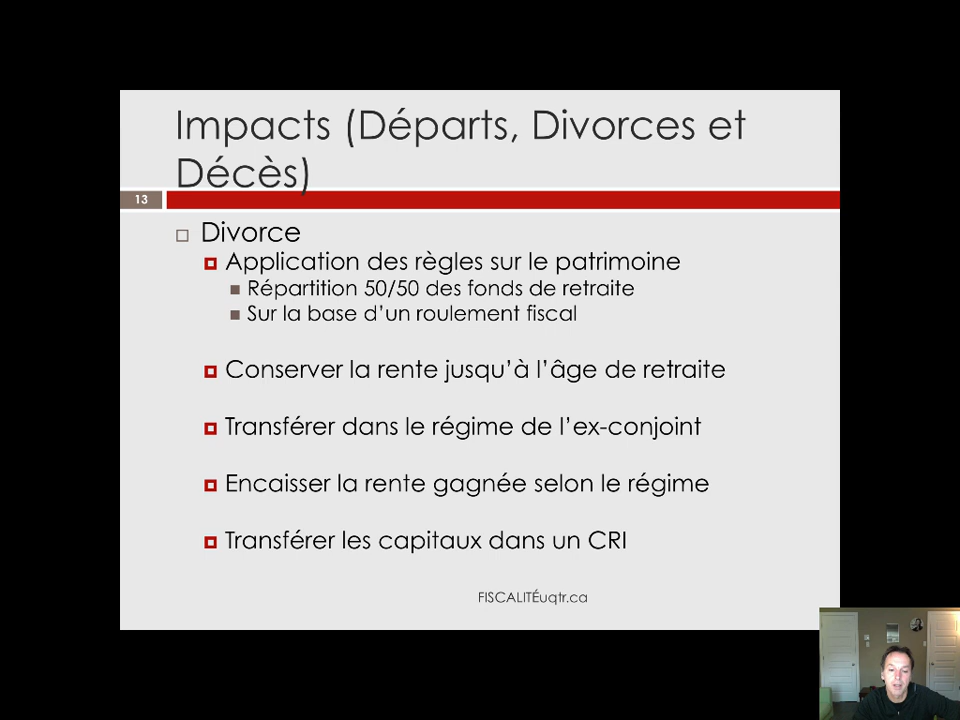 Impacts (Départs, Divorces et
Décès)
13
Divorce
Application des règles sur le patrimoine
Répartition 50/50 des fonds de retraite
Sur la base d'un roulement fiscal
Conserver la rente jusqu'à l'âge de retraite
Transférer dans le régime de l'ex-conjoint
Encaisser la rente gagnée selon le régime
Transférer les capitaux dans un CRI
FISCALITÉuqtr.ca